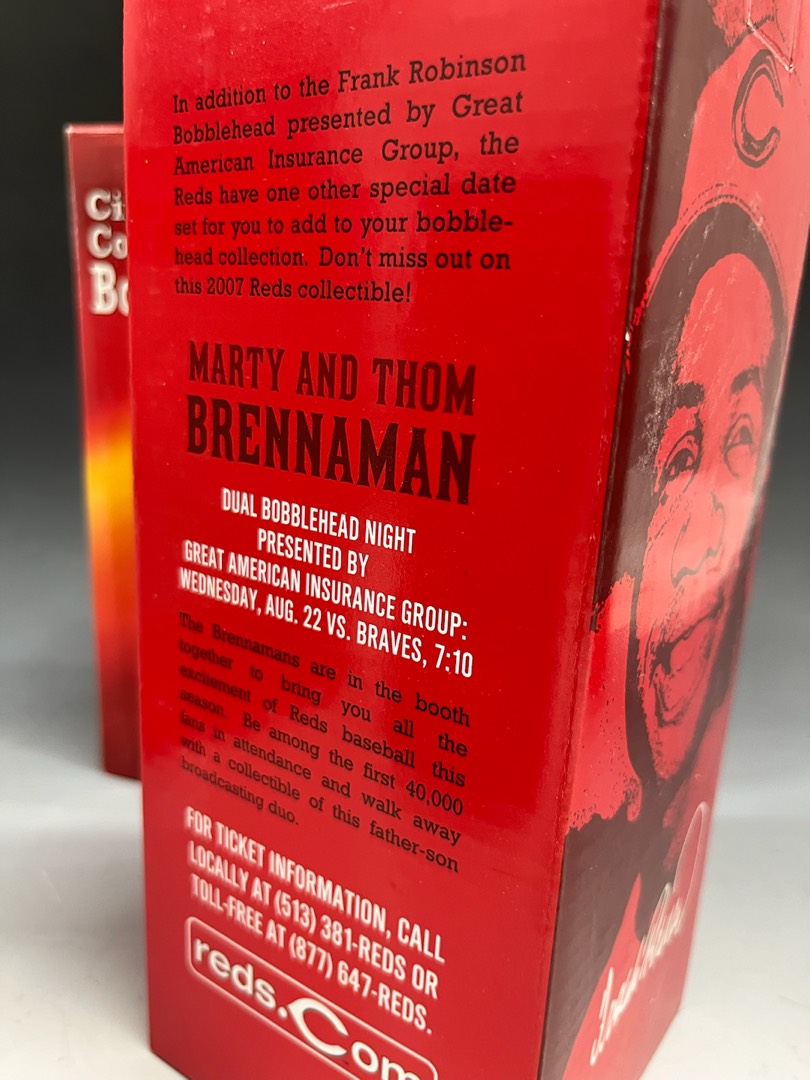 In addition to the Frank Robinson
Bobblehead presented by Great
American Insurance Group, the
Reds have one other special date
set for you to add to your bobble-
head collection. Don't miss out on
this 2007 Reds collectible!
MARTY AND THOM
BRENNAMAN
DUAL BOBBLEHEAD NIGHT
PRESENTED BY
GREAT AMERICAN INSURANCE GROUP:
WEDNESDAY, AUG. 22 VS. BRAVES, 7:10
The Brennamans are in the booth
together to bring you all the
excitement of Reds baseball this
season. Be among the first 40,000
fans in attendance and walk away
with a collectible of this father-son
broadcasting duo.
FOR TICKET INFORMATION, CALL
LOCALLY AT (513) 381-REDS OR
TOLL-FREE AT (877) 647-REDS.
reds.Com
C
Ci
Co